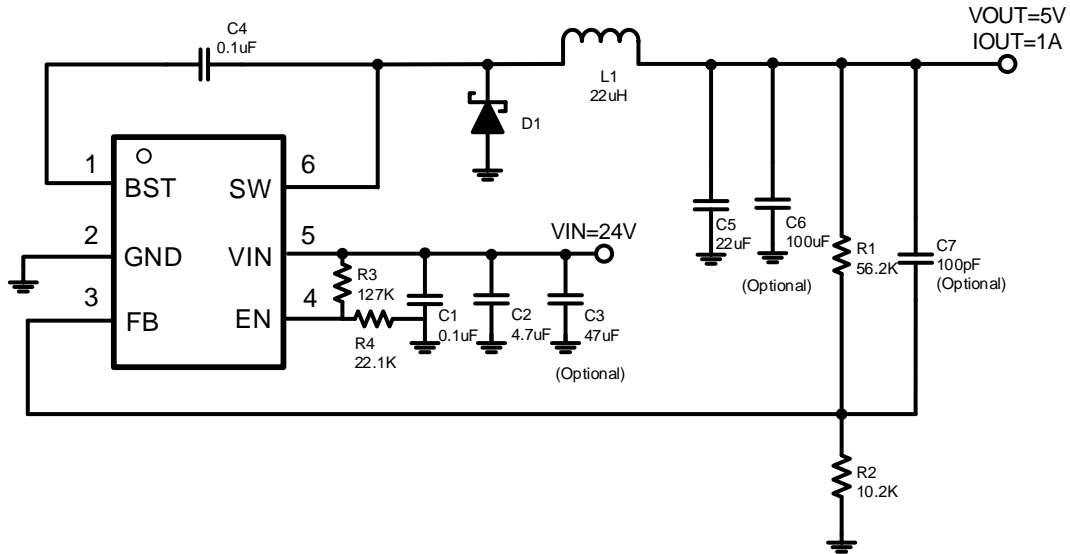 VOUT=5V
IOUT=1A
C4
0.1uF
L1
22uH
D1
1
BST
SW
6
2
GND
VIN
5
VIN=24V
3
FB
EN
4
R3
127K
R4
22.1K
C1
0.1uF
C2
4.7uF
C3
47uF
(Optional)
C5
22uF
C6
100uF
(Optional)
R1
56.2K
C7
100pF
(Optional)
R2
10.2K